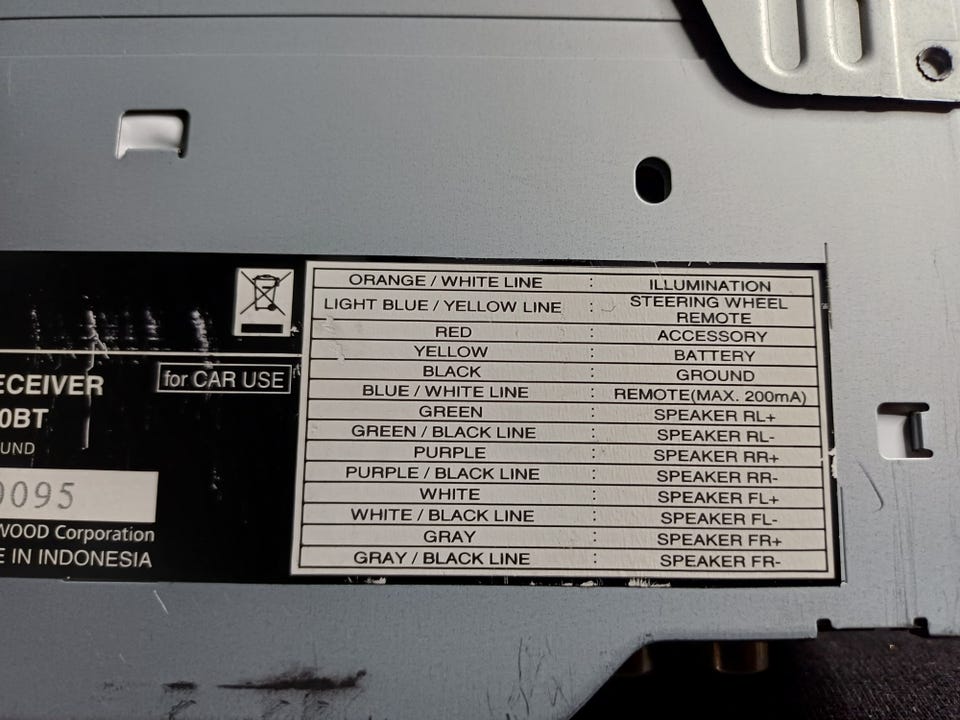 ORANGE / WHITE LINE : ILLUMINATION
LIGHT BLUE / YELLOW LINE : STEERING WHEEL REMOTE
RED : ACCESSORY
YELLOW : BATTERY
BLACK : GROUND
BLUE / WHITE LINE : REMOTE(MAX. 200mA)
GREEN : SPEAKER RL+
GREEN / BLACK LINE : SPEAKER RL-
PURPLE : SPEAKER RR+
PURPLE / BLACK LINE : SPEAKER RR-
WHITE : SPEAKER FL+
WHITE / BLACK LINE : SPEAKER FL-
GRAY : SPEAKER FR+
GRAY / BLACK LINE : SPEAKER FR-
ECEIVER
for CAR USE
0BT
UND
0095
WOOD Corporation
E IN INDONESIA